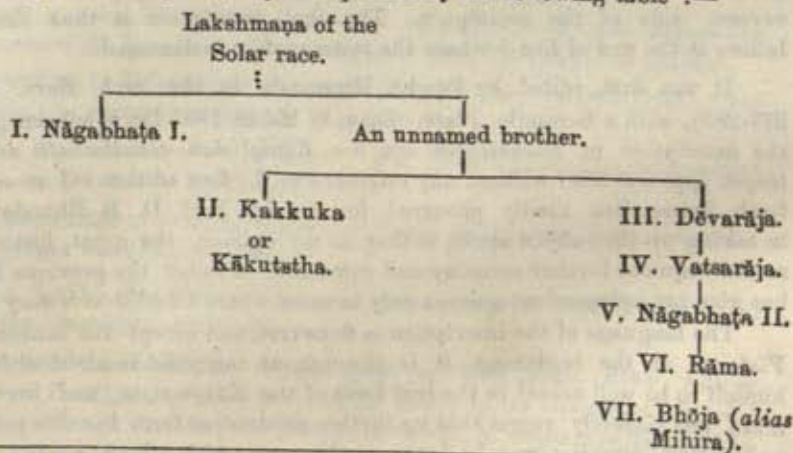 Lakshmaṇa of the
Solar race.
I. Nāgabhaṭa I.
An unnamed brother.
II. Kakkuka
or
Kākutstha.
III. Dēvarāja.
IV. Vatsarāja.
V. Nāgabhaṭa II.
VI. Rāma.
VII. Bhōja (alias
Mihira).